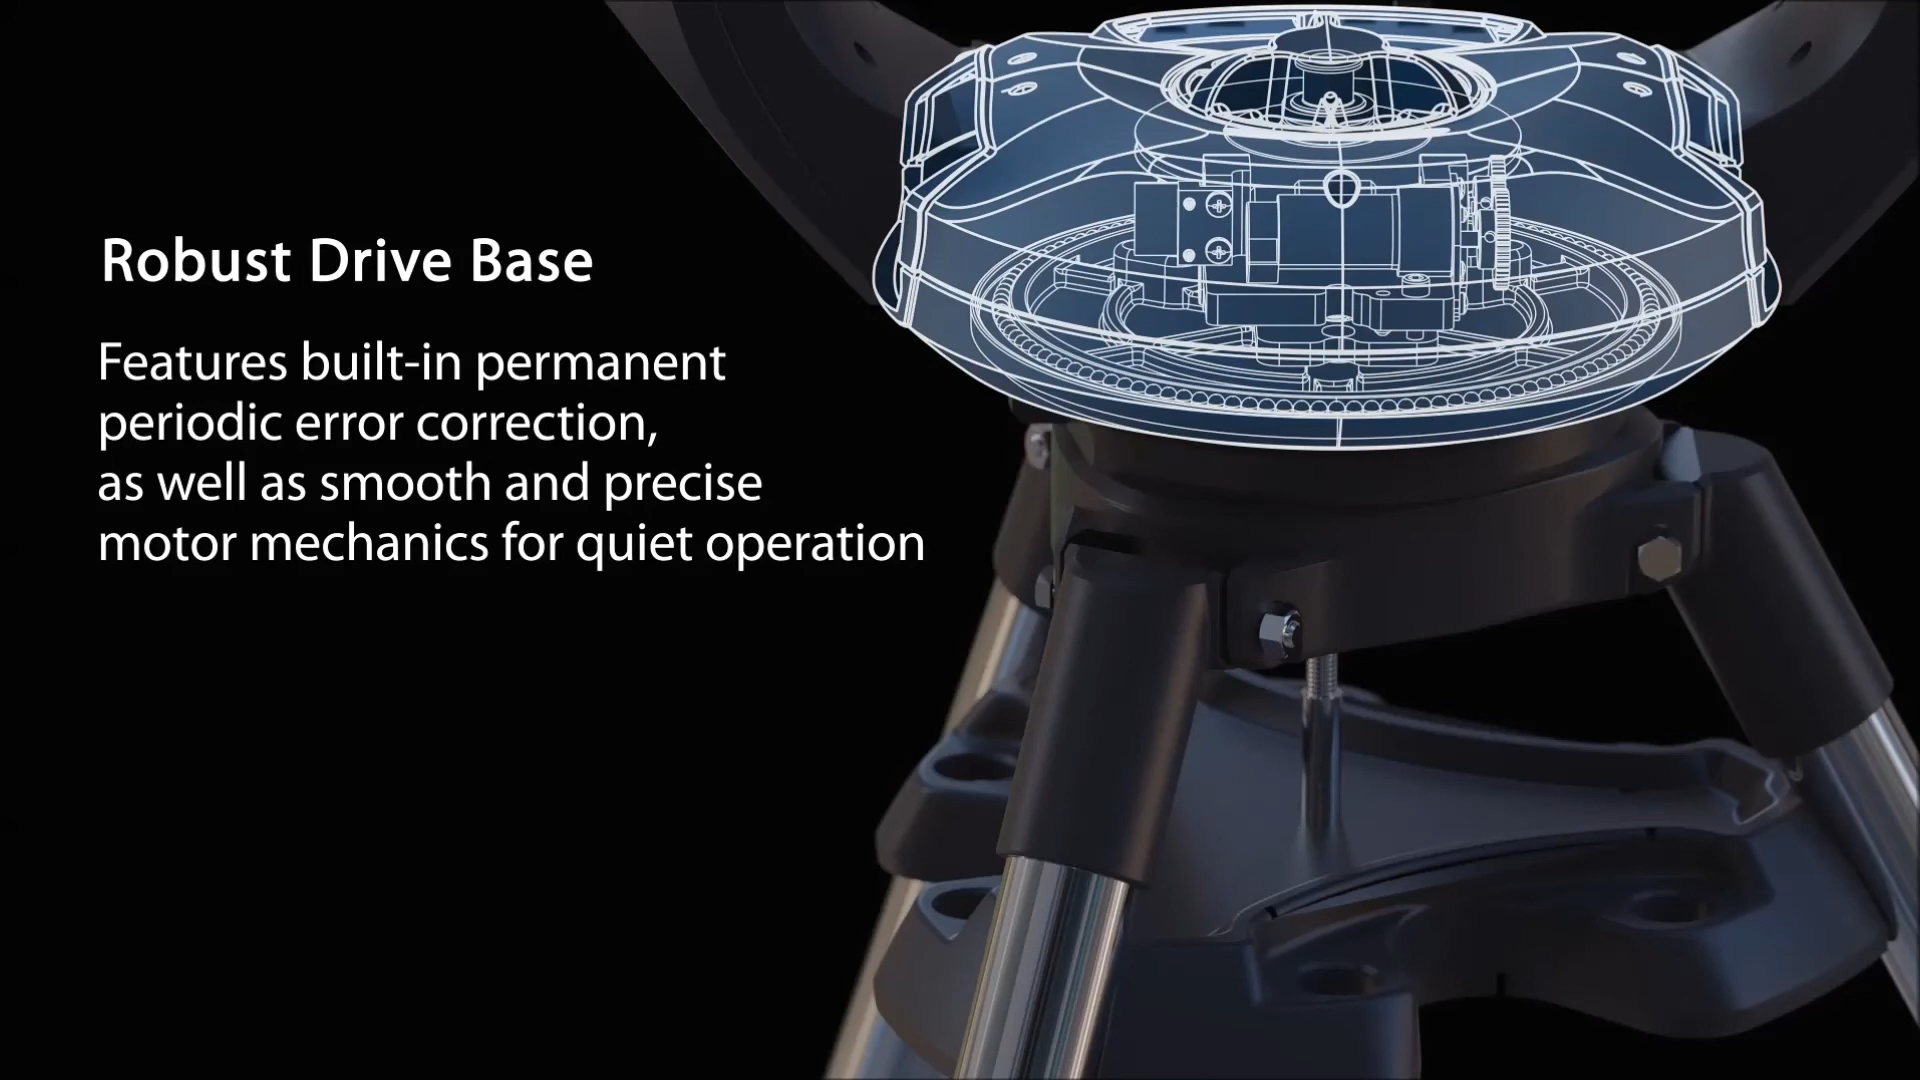 Robust Drive Base
Features built-in permanent
periodic error correction,
as well as smooth and precise
motor mechanics for quiet operation